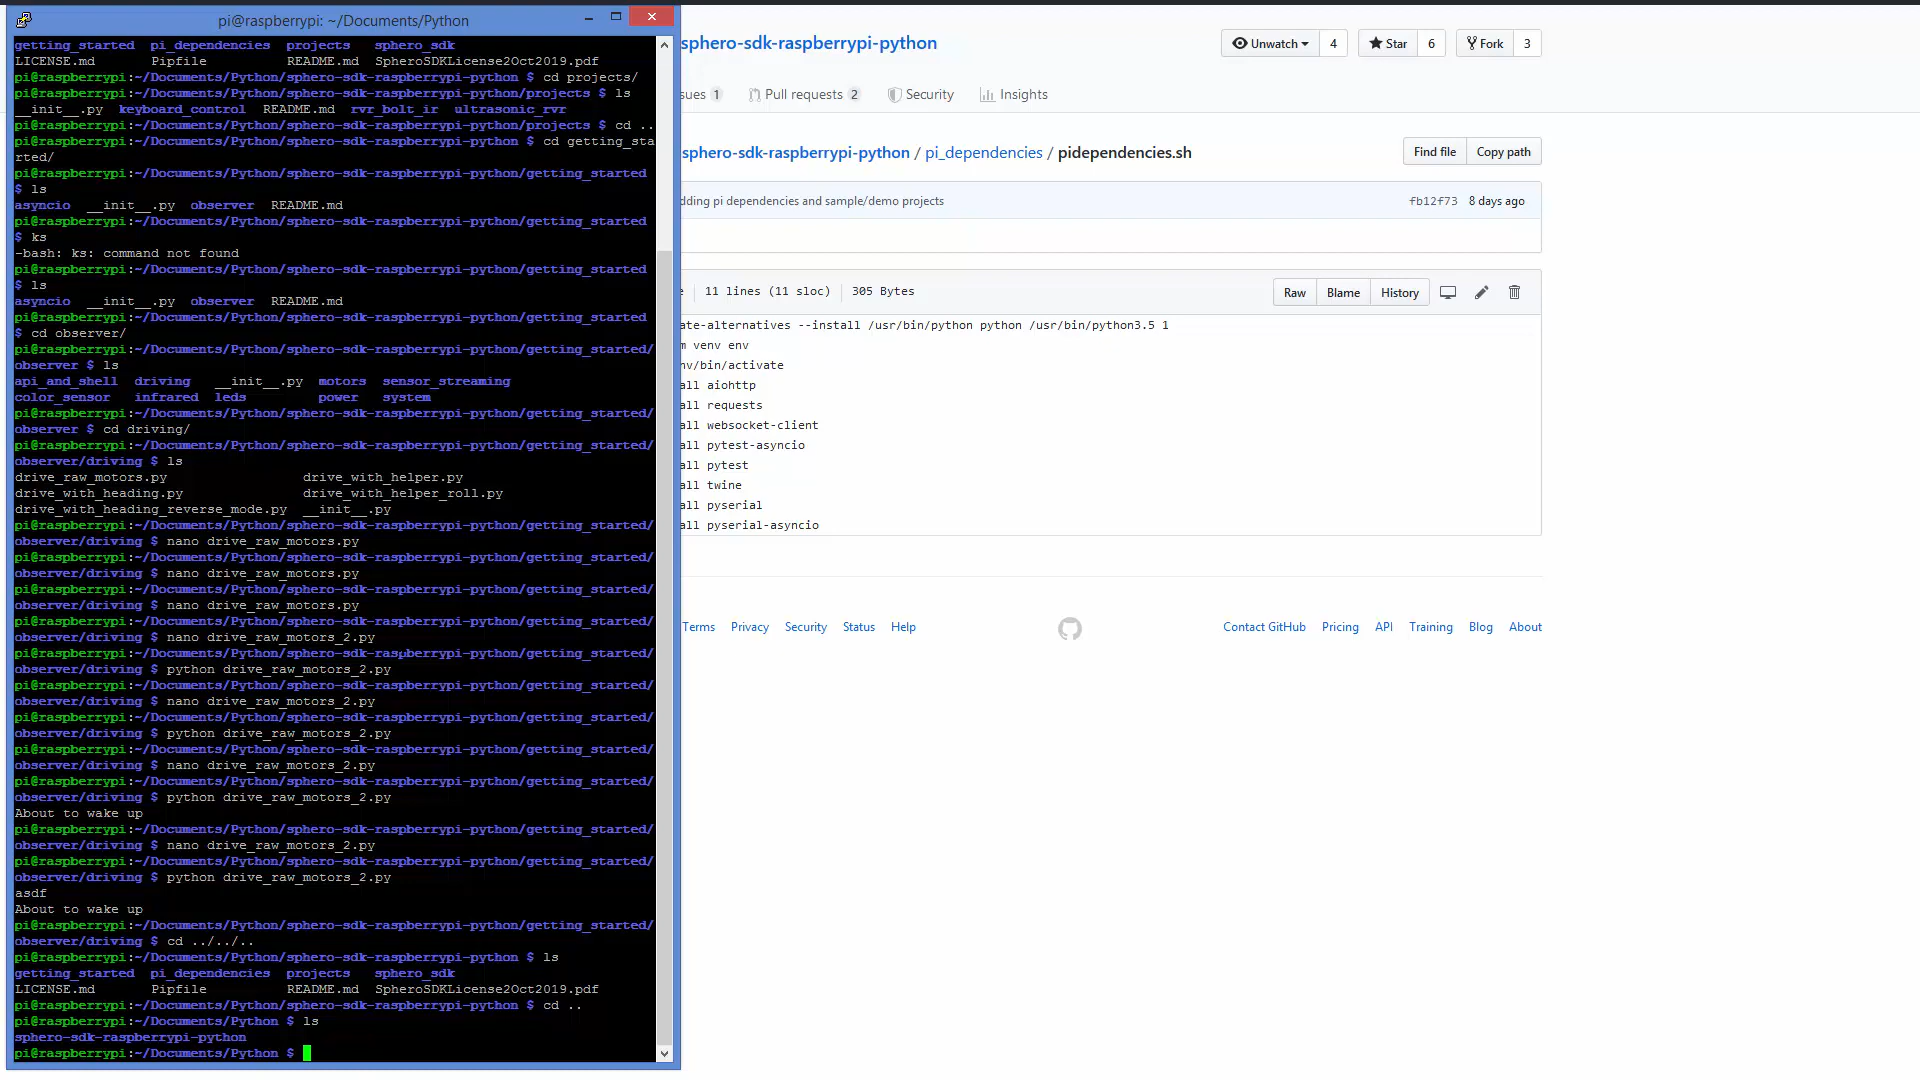 pi@raspberrypi: ~/Documents/Python
getting_started  pi_dependencies  projects   sphero_sdk
LICENSE.md       Pipfile          README.md  SpheroSDKLicense2Oct2019.pdf
pi@raspberrypi:~/Documents/Python/sphero-sdk-raspberrypi-python $ cd projects/
pi@raspberrypi:~/Documents/Python/sphero-sdk-raspberrypi-python/projects $ ls
__init__.py  keyboard_control  README.md  rvr_bolt_ir  ultrasonic_rvr
pi@raspberrypi:~/Documents/Python/sphero-sdk-raspberrypi-python/projects $ cd ..
pi@raspberrypi:~/Documents/Python/sphero-sdk-raspberrypi-python $ cd getting_sta
rted/
pi@raspberrypi:~/Documents/Python/sphero-sdk-raspberrypi-python/getting_started
$ ls
asyncio  __init__.py  observer  README.md
pi@raspberrypi:~/Documents/Python/sphero-sdk-raspberrypi-python/getting_started
$ ks
-bash: ks: command not found
pi@raspberrypi:~/Documents/Python/sphero-sdk-raspberrypi-python/getting_started
$ ls
asyncio  __init__.py  observer  README.md
pi@raspberrypi:~/Documents/Python/sphero-sdk-raspberrypi-python/getting_started
$ cd observer/
pi@raspberrypi:~/Documents/Python/sphero-sdk-raspberrypi-python/getting_started/
observer $ ls
api_and_shell  driving   __init__.py  motors  sensor_streaming
color_sensor   infrared  leds         power   system
pi@raspberrypi:~/Documents/Python/sphero-sdk-raspberrypi-python/getting_started/
observer $ cd driving/
pi@raspberrypi:~/Documents/Python/sphero-sdk-raspberrypi-python/getting_started/
observer/driving $ ls
drive_raw_motors.py                 drive_with_helper.py
drive_with_heading.py               drive_with_helper_roll.py
drive_with_heading_reverse_mode.py  __init__.py
pi@raspberrypi:~/Documents/Python/sphero-sdk-raspberrypi-python/getting_started/
observer/driving $ nano drive_raw_motors.py
pi@raspberrypi:~/Documents/Python/sphero-sdk-raspberrypi-python/getting_started/
observer/driving $ nano drive_raw_motors.py
pi@raspberrypi:~/Documents/Python/sphero-sdk-raspberrypi-python/getting_started/
observer/driving $ nano drive_raw_motors.py
pi@raspberrypi:~/Documents/Python/sphero-sdk-raspberrypi-python/getting_started/
observer/driving $ nano drive_raw_motors_2.py
pi@raspberrypi:~/Documents/Python/sphero-sdk-raspberrypi-python/getting_started/
observer/driving $ python drive_raw_motors_2.py
pi@raspberrypi:~/Documents/Python/sphero-sdk-raspberrypi-python/getting_started/
observer/driving $ nano drive_raw_motors_2.py
pi@raspberrypi:~/Documents/Python/sphero-sdk-raspberrypi-python/getting_started/
observer/driving $ python drive_raw_motors_2.py
pi@raspberrypi:~/Documents/Python/sphero-sdk-raspberrypi-python/getting_started/
observer/driving $ nano drive_raw_motors_2.py
pi@raspberrypi:~/Documents/Python/sphero-sdk-raspberrypi-python/getting_started/
observer/driving $ python drive_raw_motors_2.py
About to wake up
pi@raspberrypi:~/Documents/Python/sphero-sdk-raspberrypi-python/getting_started/
observer/driving $ nano drive_raw_motors_2.py
pi@raspberrypi:~/Documents/Python/sphero-sdk-raspberrypi-python/getting_started/
observer/driving $ python drive_raw_motors_2.py
asdf
About to wake up
pi@raspberrypi:~/Documents/Python/sphero-sdk-raspberrypi-python/getting_started/
observer/driving $ cd ../../..
pi@raspberrypi:~/Documents/Python/sphero-sdk-raspberrypi-python $ ls
getting_started  pi_dependencies  projects   sphero_sdk
LICENSE.md       Pipfile          README.md  SpheroSDKLicense2Oct2019.pdf
pi@raspberrypi:~/Documents/Python/sphero-sdk-raspberrypi-python $ cd ..
pi@raspberrypi:~/Documents/Python $ ls
sphero-sdk-raspberrypi-python
pi@raspberrypi:~/Documents/Python $
sphero-sdk-raspberrypi-python Unwatch 4 Star 6 Fork 3
sues 1 Pull requests 2 Security Insights
sphero-sdk-raspberrypi-python / pi_dependencies / pidependencies.sh Find file Copy path
dding pi dependencies and sample/demo projects fb12f73 8 days ago
e 11 lines (11 sloc) 305 Bytes Raw Blame History
ate-alternatives --install /usr/bin/python python /usr/bin/python3.5 1
m venv env
nv/bin/activate
all aiohttp
all requests
all websocket-client
all pytest-asyncio
all pytest
all twine
all pyserial
all pyserial-asyncio
Terms Privacy Security Status Help Contact GitHub Pricing API Training Blog About